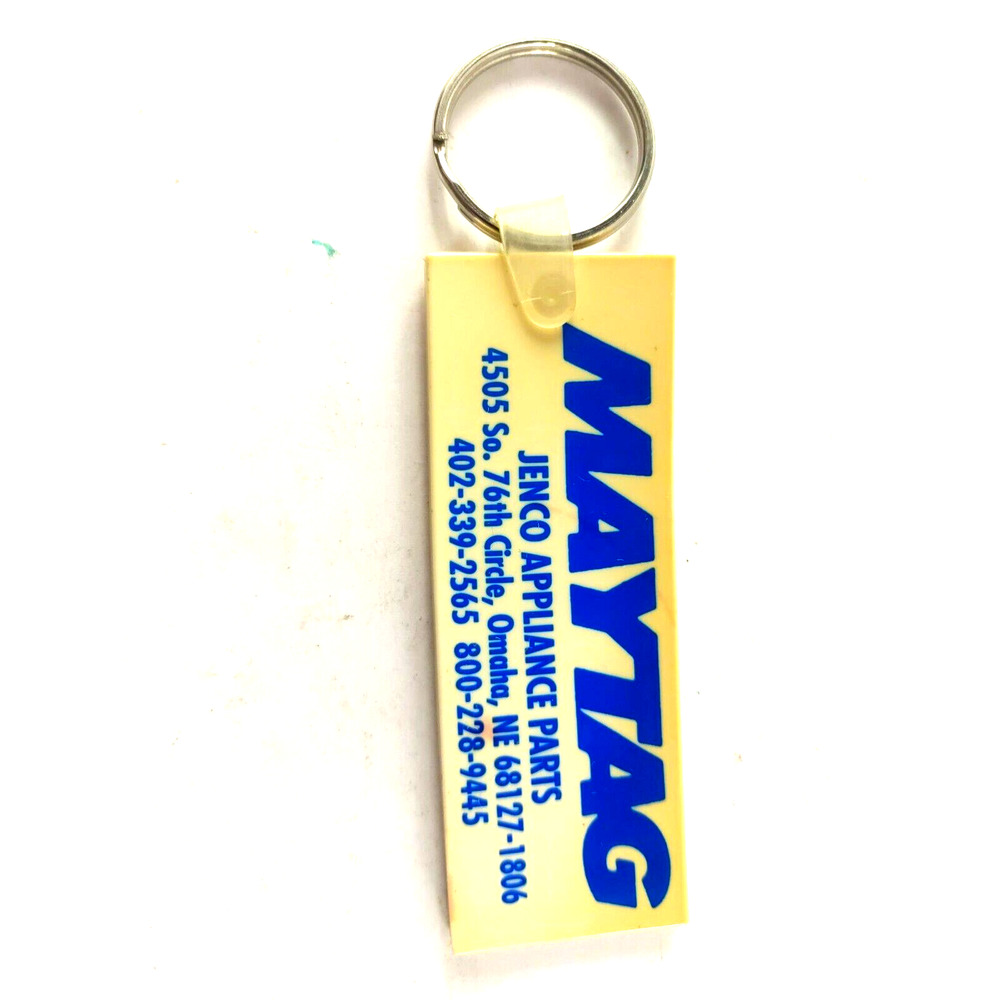 MAYTAG
JENCO APPLIANCE PARTS
4505 So. 76th Circle, Omaha, NE 68127-1806
402-339-2565 800-228-9445